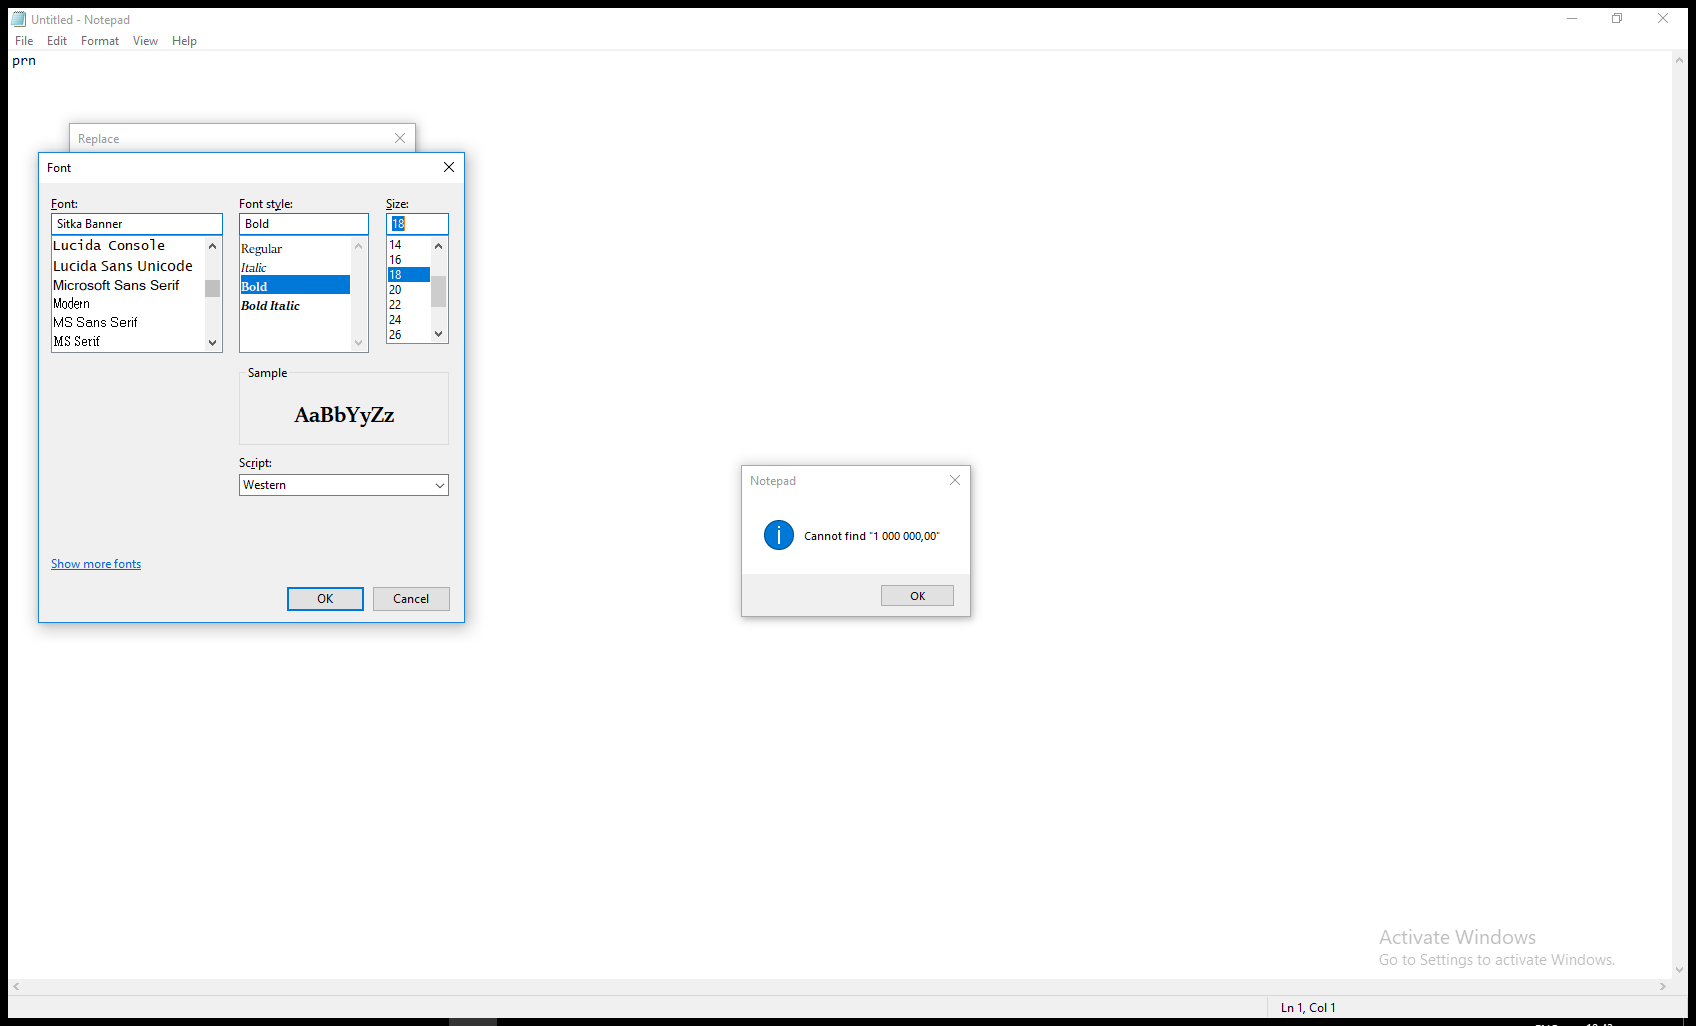 Untitled - Notepad
File Edit Format View Help
prn
Replace
Font
Font: Font style: Size:
Sitka Banner Bold 18
Lucida Console
Lucida Sans Unicode
Microsoft Sans Serif
Modern
MS Sans Serif
MS Serif
Regular
Italic
Bold
Bold Italic
14
16
18
20
22
24
26
Sample
AaBbYyZz
Script:
Western
Show more fonts
OK Cancel
Notepad
Cannot find "1 000 000,00"
OK
Activate Windows
Go to Settings to activate Windows.
Ln 1, Col 1